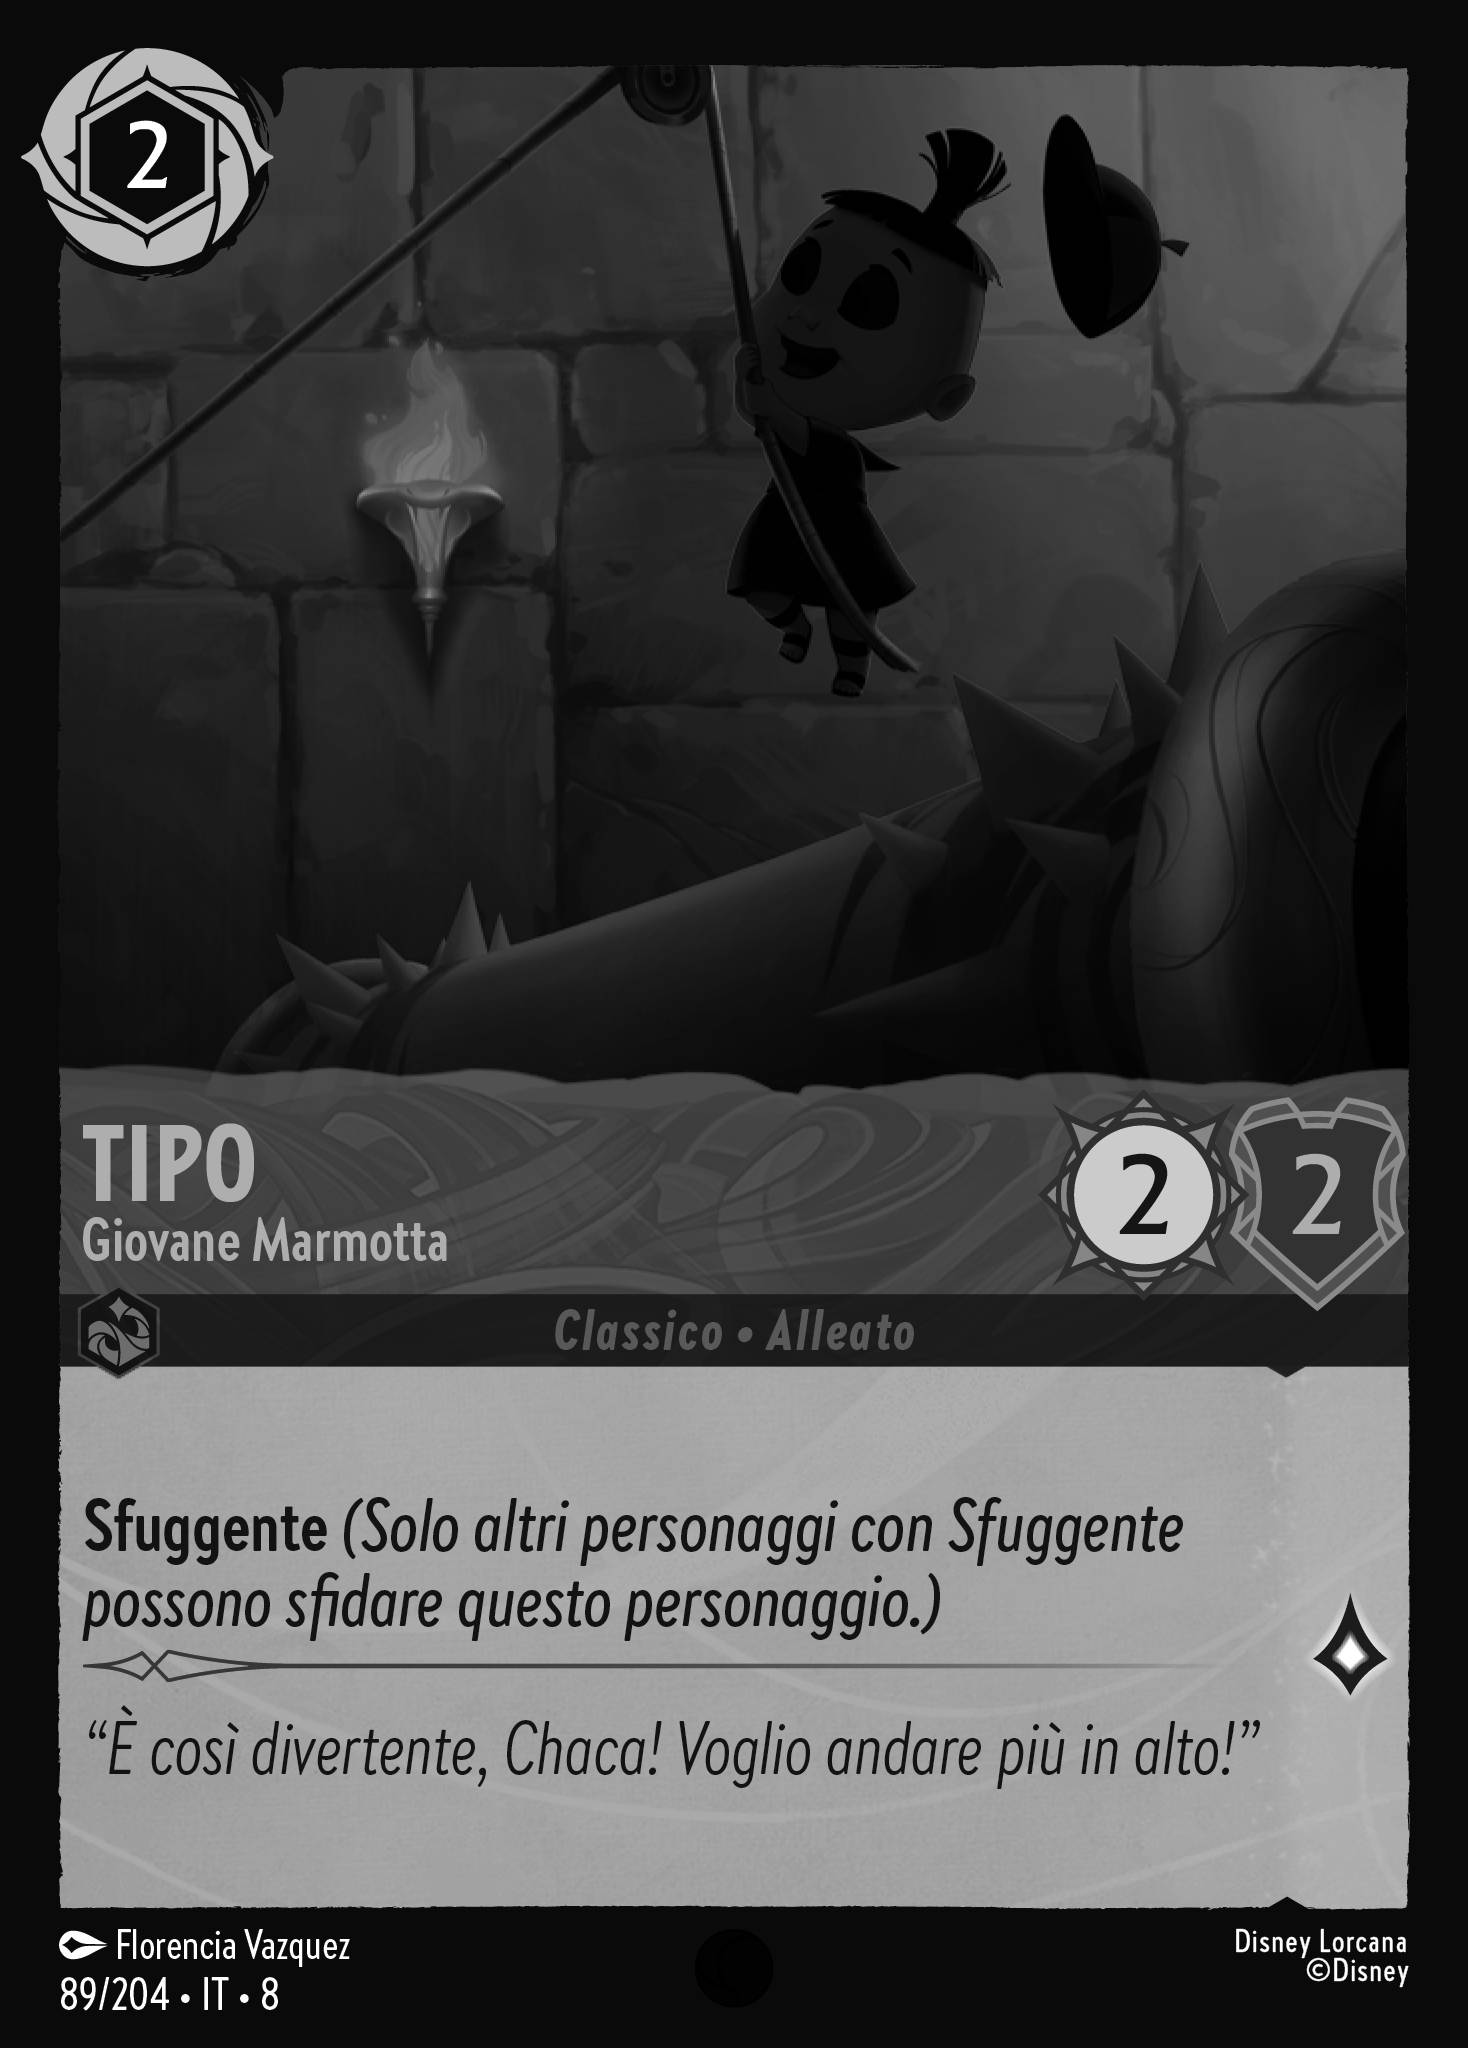 2
TIPO
Giovane Marmotta
2
2
Classico • Alleato
Sfuggente (Solo altri personaggi con Sfuggente
possono sfidare questo personaggio.)
“È così divertente, Chaca! Voglio andare più in alto!”
Florencia Vazquez
89/204 • IT • 8
Disney Lorcana
©Disney